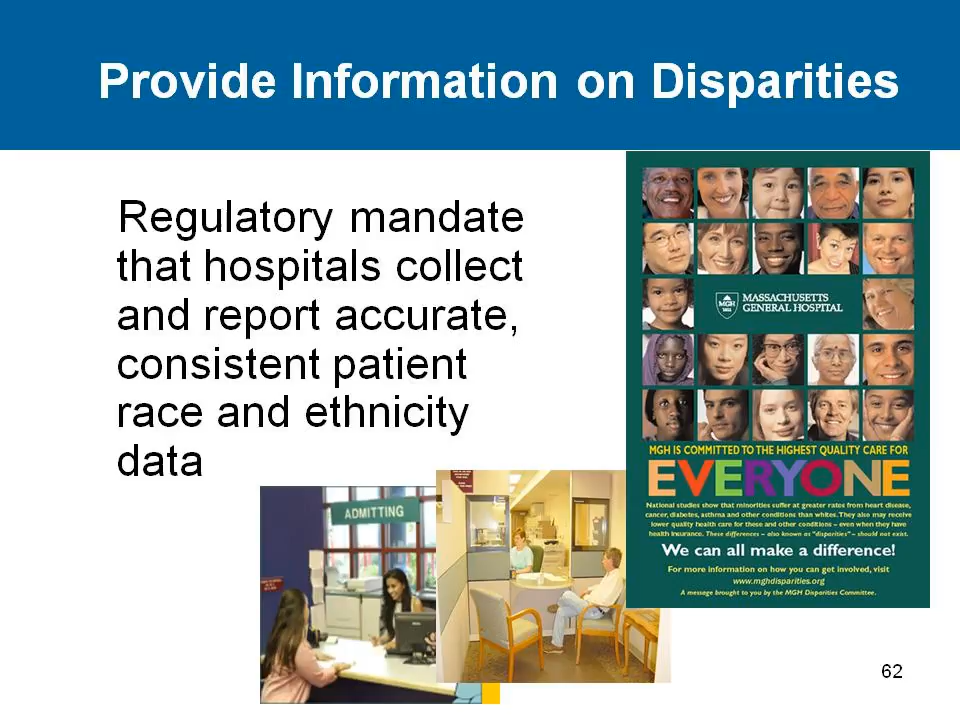 Provide Information on Disparities
Regulatory mandate
that hospitals collect
and report accurate,
consistent patient
race and ethnicity
data
MGH
1811
MASSACHUSETTS
GENERAL HOSPITAL
MGH IS COMMITTED TO THE HIGHEST QUALITY CARE FOR
EVERYONE
National studies show that minorities suffer at greater rates from heart disease,
cancer, diabetes, asthma and other conditions than whites. They also may receive
lower quality health care for these and other conditions – even when they have
health insurance. These differences – also known as "disparities" – should not exist.
We can all make a difference!
For more information on how you can get involved, visit
www.mghdisparities.org
A message brought to you by the MGH Disparities Committee.
ADMITTING
62